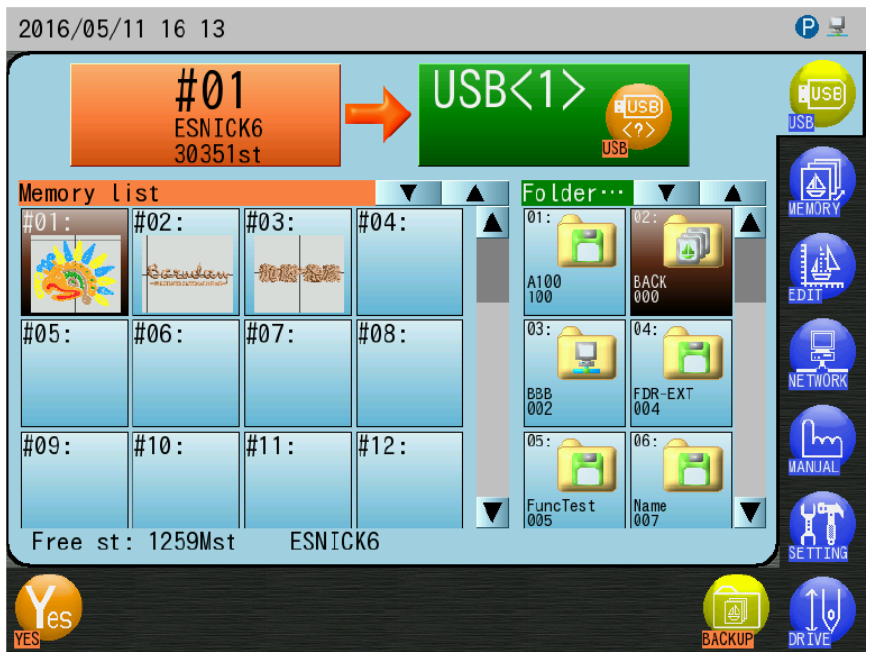 2016/05/11 16 13
P
#01
ESNICK6
30351st
USB<1>
USB
<?>
USB
USB
USB
Memory list
Folder…
MEMORY
#01:
#02:
#03:
#04:
Barudan
01:
A100
100
02:
BACK
000
EDIT
#05:
#06:
#07:
#08:
03:
BBB
002
04:
FDR-EXT
004
NETWORK
#09:
#10:
#11:
#12:
05:
FuncTest
005
06:
Name
007
MANUAL
Free st: 1259Mst
ESNICK6
SETTING
Yes
YES
BACKUP
DRIVE